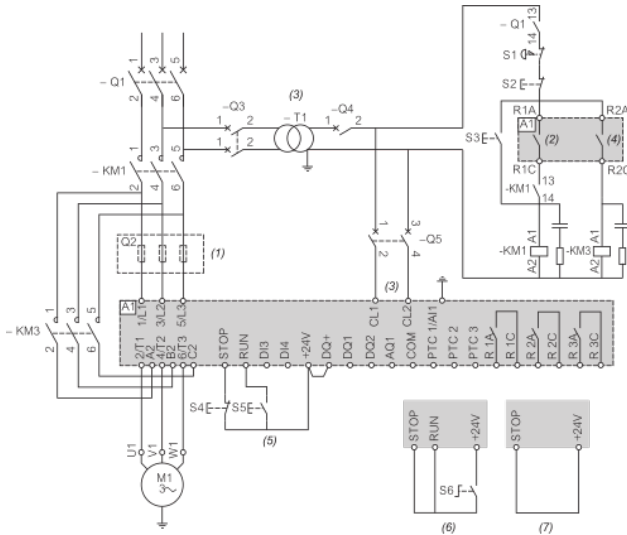 13
– Q1
14
S1
S2
1 3 5
– Q1
2 4 6
– Q3
1 2
1 2
(3)
– T1
– Q4
1 2
R1A R2A
A1
S3
(2) (4)
R1C R2C
– KM1
1 3 5
2 4 6
-KM1
13
14
Q2
(1)
1 3
– Q5
2 4
A1 A1
-KM1 -KM3
A2 A2
(3)
A1
1/L1 3/L2 5/L3 CL1 CL2 PTC 1/AI1
– KM3
1 3 5
2 4 6
2/T1 A2 4/T2 B2 6/T3 C2 STOP RUN DI3 DI4 +24V DQ+ DQ1 DQ2 AQ1 COM PTC 2 PTC 3 R 1A R 1C R 2A R 2C R 3A R 3C
S4 S5
(5)
U1 V1 W1
M1
3~
STOP RUN +24V
S6
(6)
STOP +24V
(7)